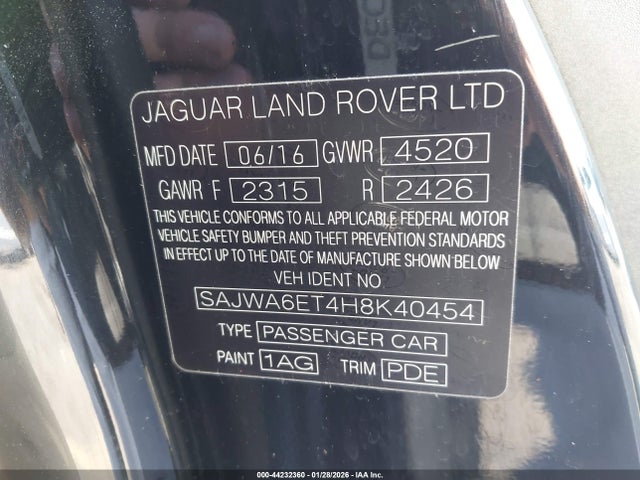 DEC
JAGUAR LAND ROVER LTD
MFD DATE 06/16 GVWR 4520
GAWR F 2315 R 2426
THIS VEHICLE CONFORMS TO ALL APPLICABLE FEDERAL MOTOR
VEHICLE SAFETY BUMPER AND THEFT PREVENTION STANDARDS
IN EFFECT UP TO THE DATE OF MANUFACTURE SHOWN BELOW
VEH IDENT NO
SAJWA6ET4H8K40454
TYPE PASSENGER CAR
PAINT 1AG TRIM PDE
000-44232360 - 01/28/2026 - IAA Inc.